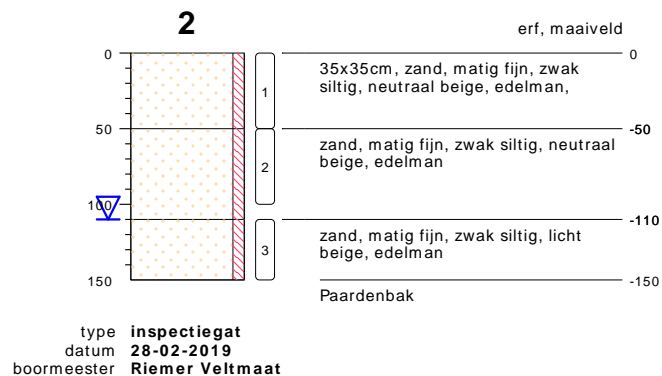 2
erf, maaiveld
0
0
35x35cm, zand, matig fijn, zwak
siltig, neutraal beige, edelman,
1
50
-50
zand, matig fijn, zwak siltig, neutraal
beige, edelman
2
100
-110
zand, matig fijn, zwak siltig, licht
beige, edelman
3
150
-150
Paardenbak
type inspectiegat
datum 28-02-2019
boormeester Riemer Veltmaat